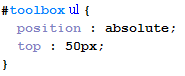 #toolbox ul {
position : absolute;
top : 50px;
}